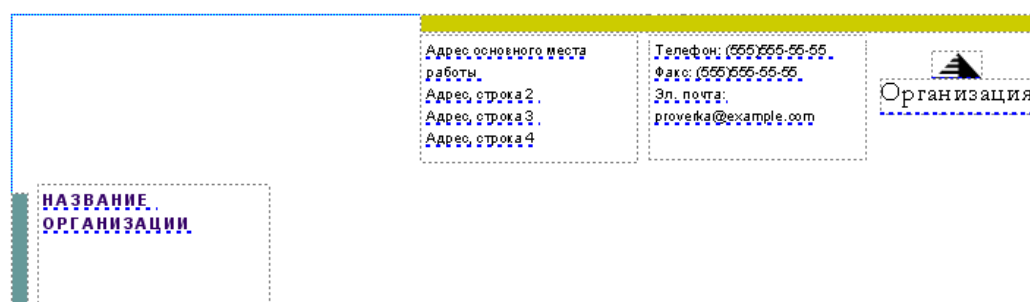 Адрес основного места
работы
Адрес, строка 2
Адрес, строка 3
Адрес, строка 4
Телефон: (555)555-55-55
Факс: (555)555-55-55
Эл. почта:
proverka@example.com
Организация
НАЗВАНИЕ
ОРГАНИЗАЦИИ